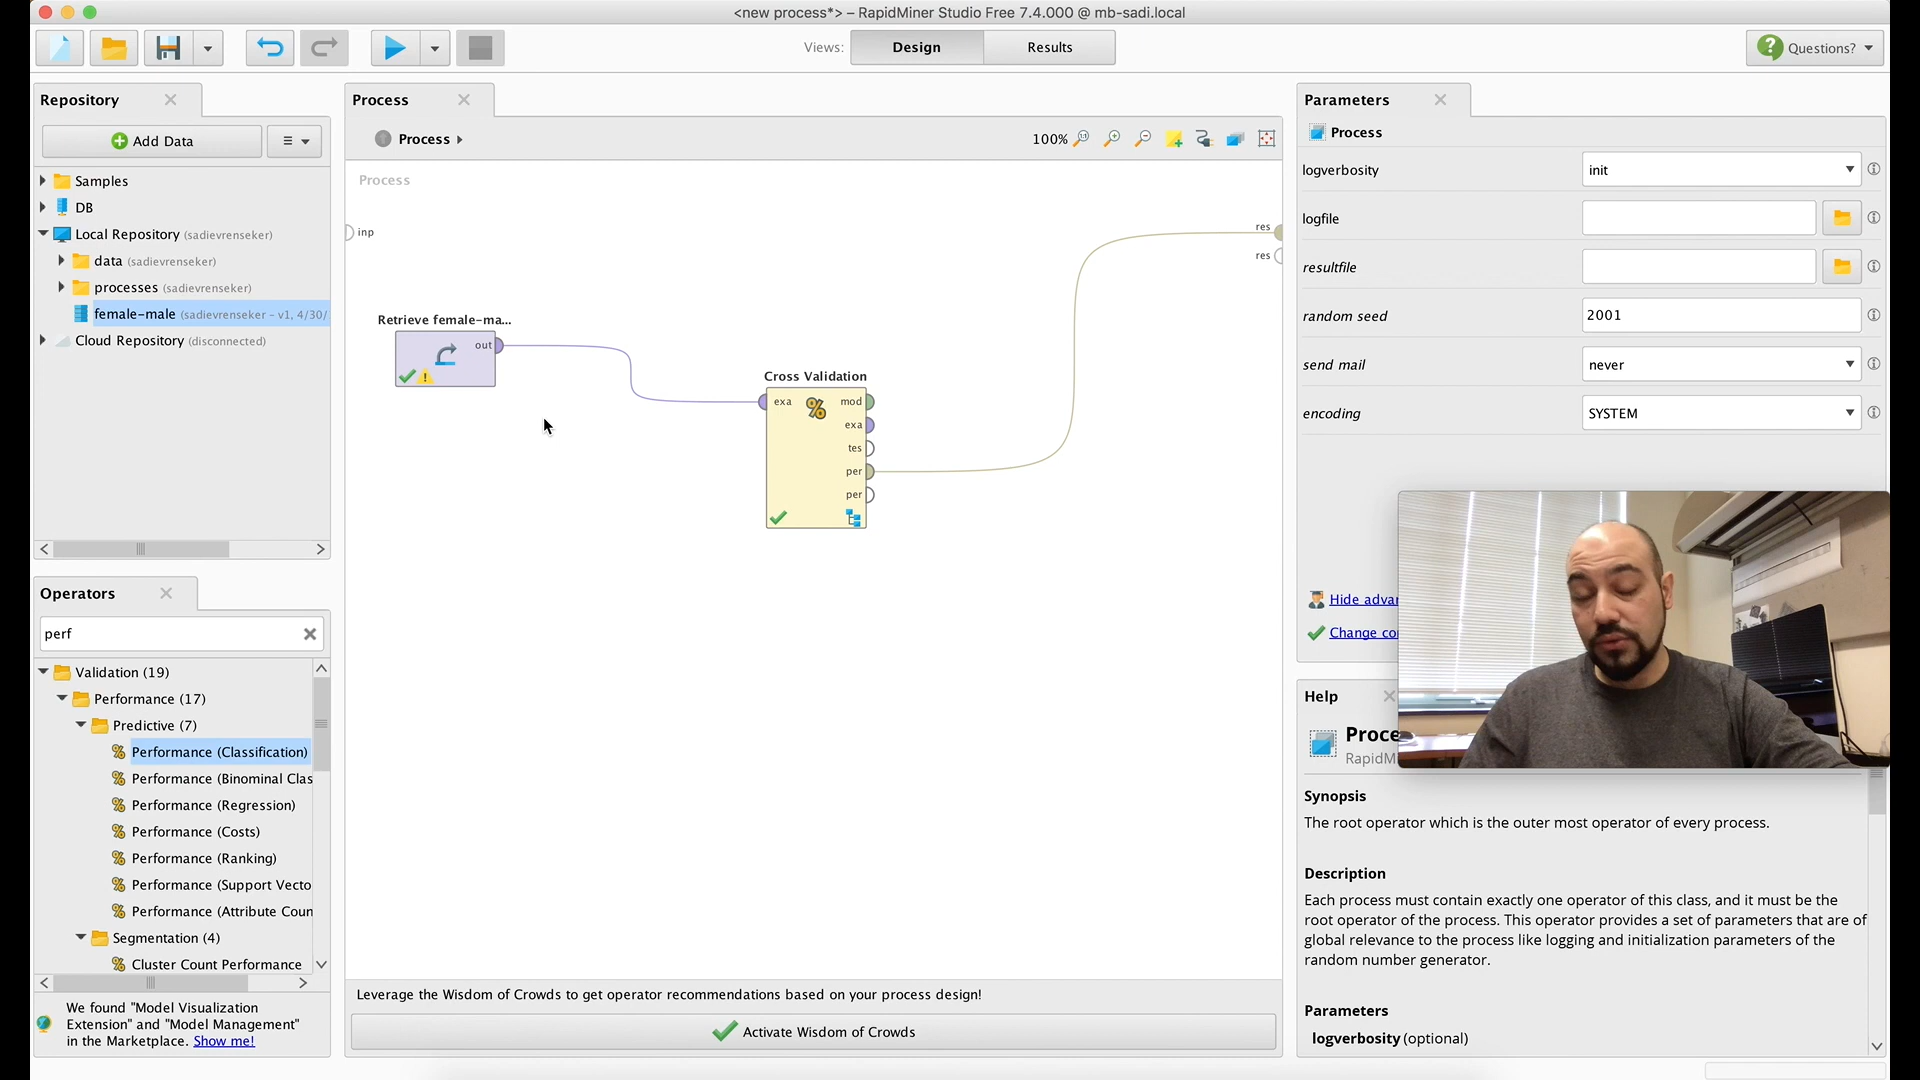 <new process*> – RapidMiner Studio Free 7.4.000 @ mb-sadi.local
Views:
Design
Results
Questions?
Repository
Add Data
Samples
DB
Local Repository (sadievrenseker)
data (sadievrenseker)
processes (sadievrenseker)
female-male (sadievrenseker – v1, 4/30/
Cloud Repository (disconnected)
Operators
perf
Validation (19)
Performance (17)
Predictive (7)
Performance (Classification)
Performance (Binominal Clas
Performance (Regression)
Performance (Costs)
Performance (Ranking)
Performance (Support Vecto
Performance (Attribute Coun
Segmentation (4)
Cluster Count Performance
We found "Model Visualization
Extension" and "Model Management"
in the Marketplace. Show me!
Process
Process
100%
Process
inp
res
res
Retrieve female-ma...
out
Cross Validation
exa
mod
exa
tes
per
per
Leverage the Wisdom of Crowds to get operator recommendations based on your process design!
Activate Wisdom of Crowds
Parameters
Process
logverbosity
init
logfile
resultfile
random seed
2001
send mail
never
encoding
SYSTEM
Hide advan
Change co
Help
Proce
RapidM
Synopsis
The root operator which is the outer most operator of every process.
Description
Each process must contain exactly one operator of this class, and it must be the
root operator of the process. This operator provides a set of parameters that are of
global relevance to the process like logging and initialization parameters of the
random number generator.
Parameters
logverbosity (optional)